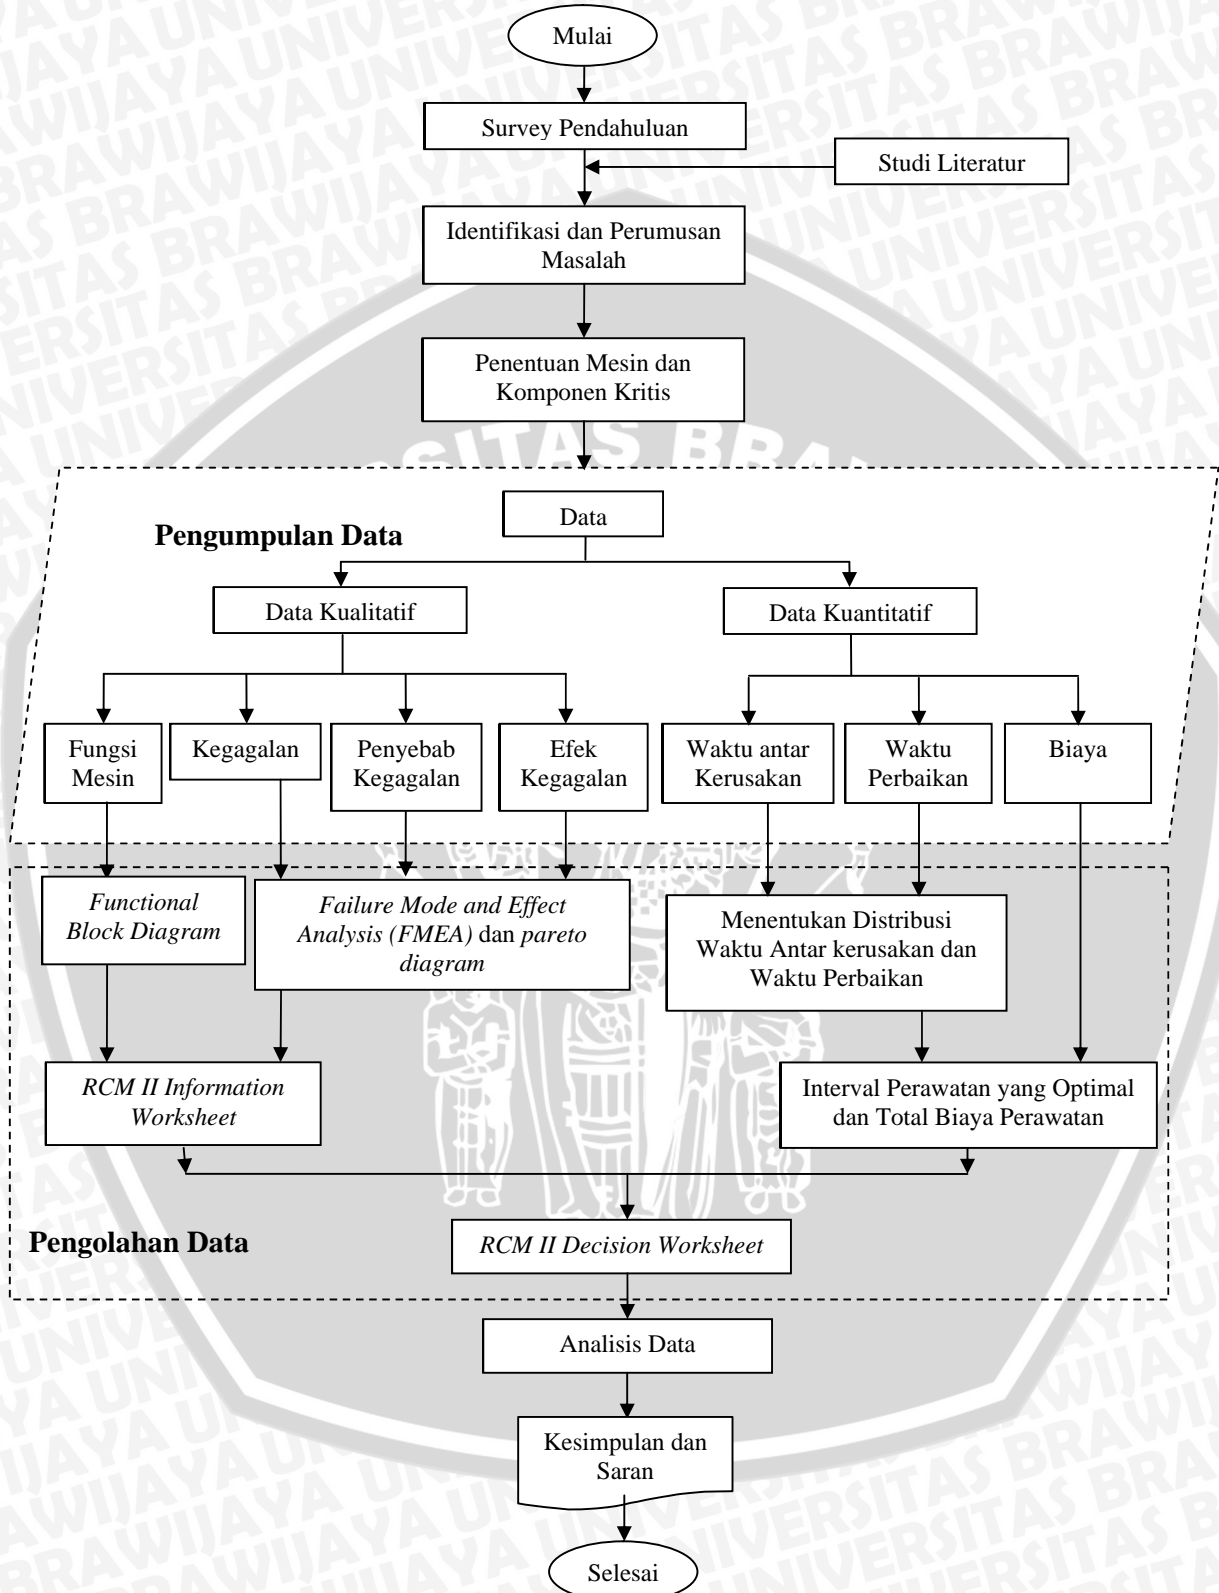 Mulai
Survey Pendahuluan
Studi Literatur
Identifikasi dan Perumusan
Masalah
Penentuan Mesin dan
Komponen Kritis
Data
Pengumpulan Data
Data Kualitatif
Data Kuantitatif
Fungsi
Mesin
Kegagalan
Penyebab
Kegagalan
Efek
Kegagalan
Waktu antar
Kerusakan
Waktu
Perbaikan
Biaya
Functional
Block Diagram
Failure Mode and Effect
Analysis (FMEA) dan pareto
diagram
Menentukan Distribusi
Waktu Antar kerusakan dan
Waktu Perbaikan
RCM II Information
Worksheet
Interval Perawatan yang Optimal
dan Total Biaya Perawatan
Pengolahan Data
RCM II Decision Worksheet
Analisis Data
Kesimpulan dan
Saran
Selesai